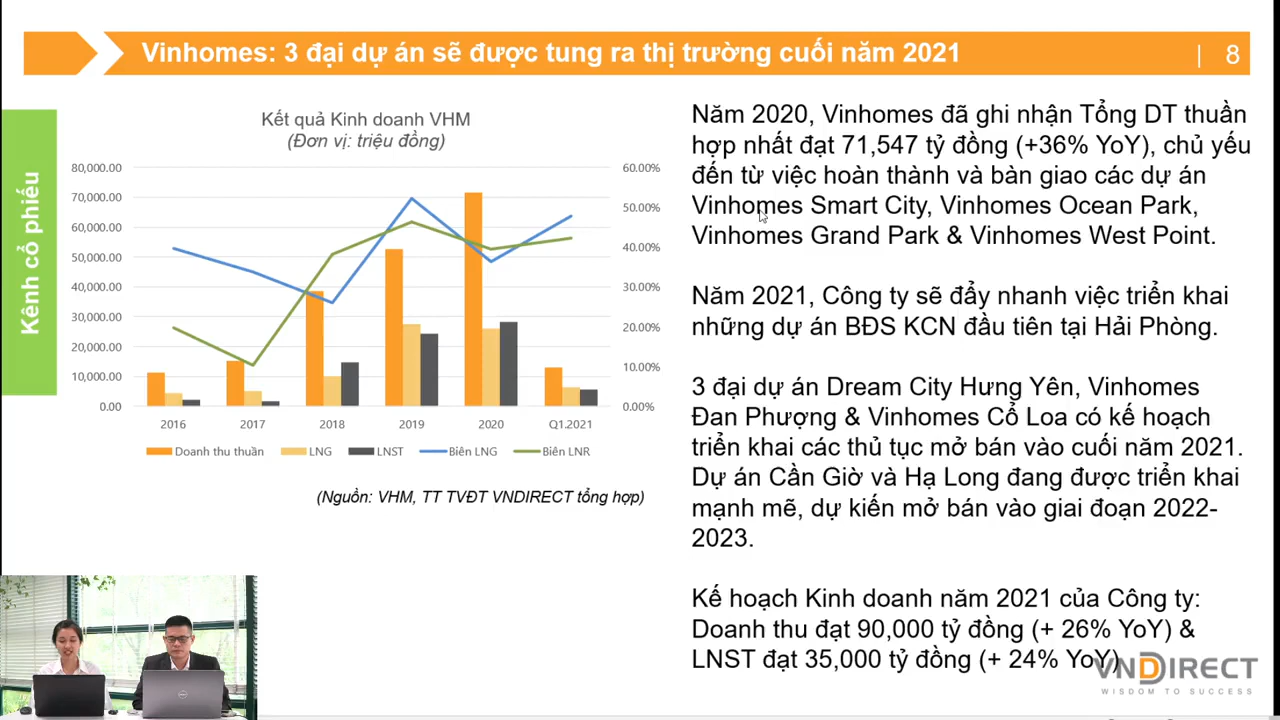 Vinhomes: 3 đại dự án sẽ được tung ra thị trường cuối năm 2021
| 8
Kênh cổ phiếu
Kết quả Kinh doanh VHM
(Đơn vị: triệu đồng)
80,000.00
70,000.00
60,000.00
50,000.00
40,000.00
30,000.00
20,000.00
10,000.00
0.00
60.00%
50.00%
40.00%
30.00%
20.00%
10.00%
0.00%
2016 2017 2018 2019 2020 Q1.2021
Doanh thu thuần LNG LNST Biên LNG Biên LNR
(Nguồn: VHM, TT TVĐT VNDIRECT tổng hợp)
Năm 2020, Vinhomes đã ghi nhận Tổng DT thuần
hợp nhất đạt 71,547 tỷ đồng (+36% YoY), chủ yếu
đến từ việc hoàn thành và bàn giao các dự án
Vinhomes Smart City, Vinhomes Ocean Park,
Vinhomes Grand Park & Vinhomes West Point.
Năm 2021, Công ty sẽ đẩy nhanh việc triển khai
những dự án BĐS KCN đầu tiên tại Hải Phòng.
3 đại dự án Dream City Hưng Yên, Vinhomes
Đan Phượng & Vinhomes Cổ Loa có kế hoạch
triển khai các thủ tục mở bán vào cuối năm 2021.
Dự án Cần Giờ và Hạ Long đang được triển khai
mạnh mẽ, dự kiến mở bán vào giai đoạn 2022-
2023.
Kế hoạch Kinh doanh năm 2021 của Công ty:
Doanh thu đạt 90,000 tỷ đồng (+ 26% YoY) &
LNST đạt 35,000 tỷ đồng (+ 24% YoY)
VNDIRECT
WISDOM TO SUCCESS